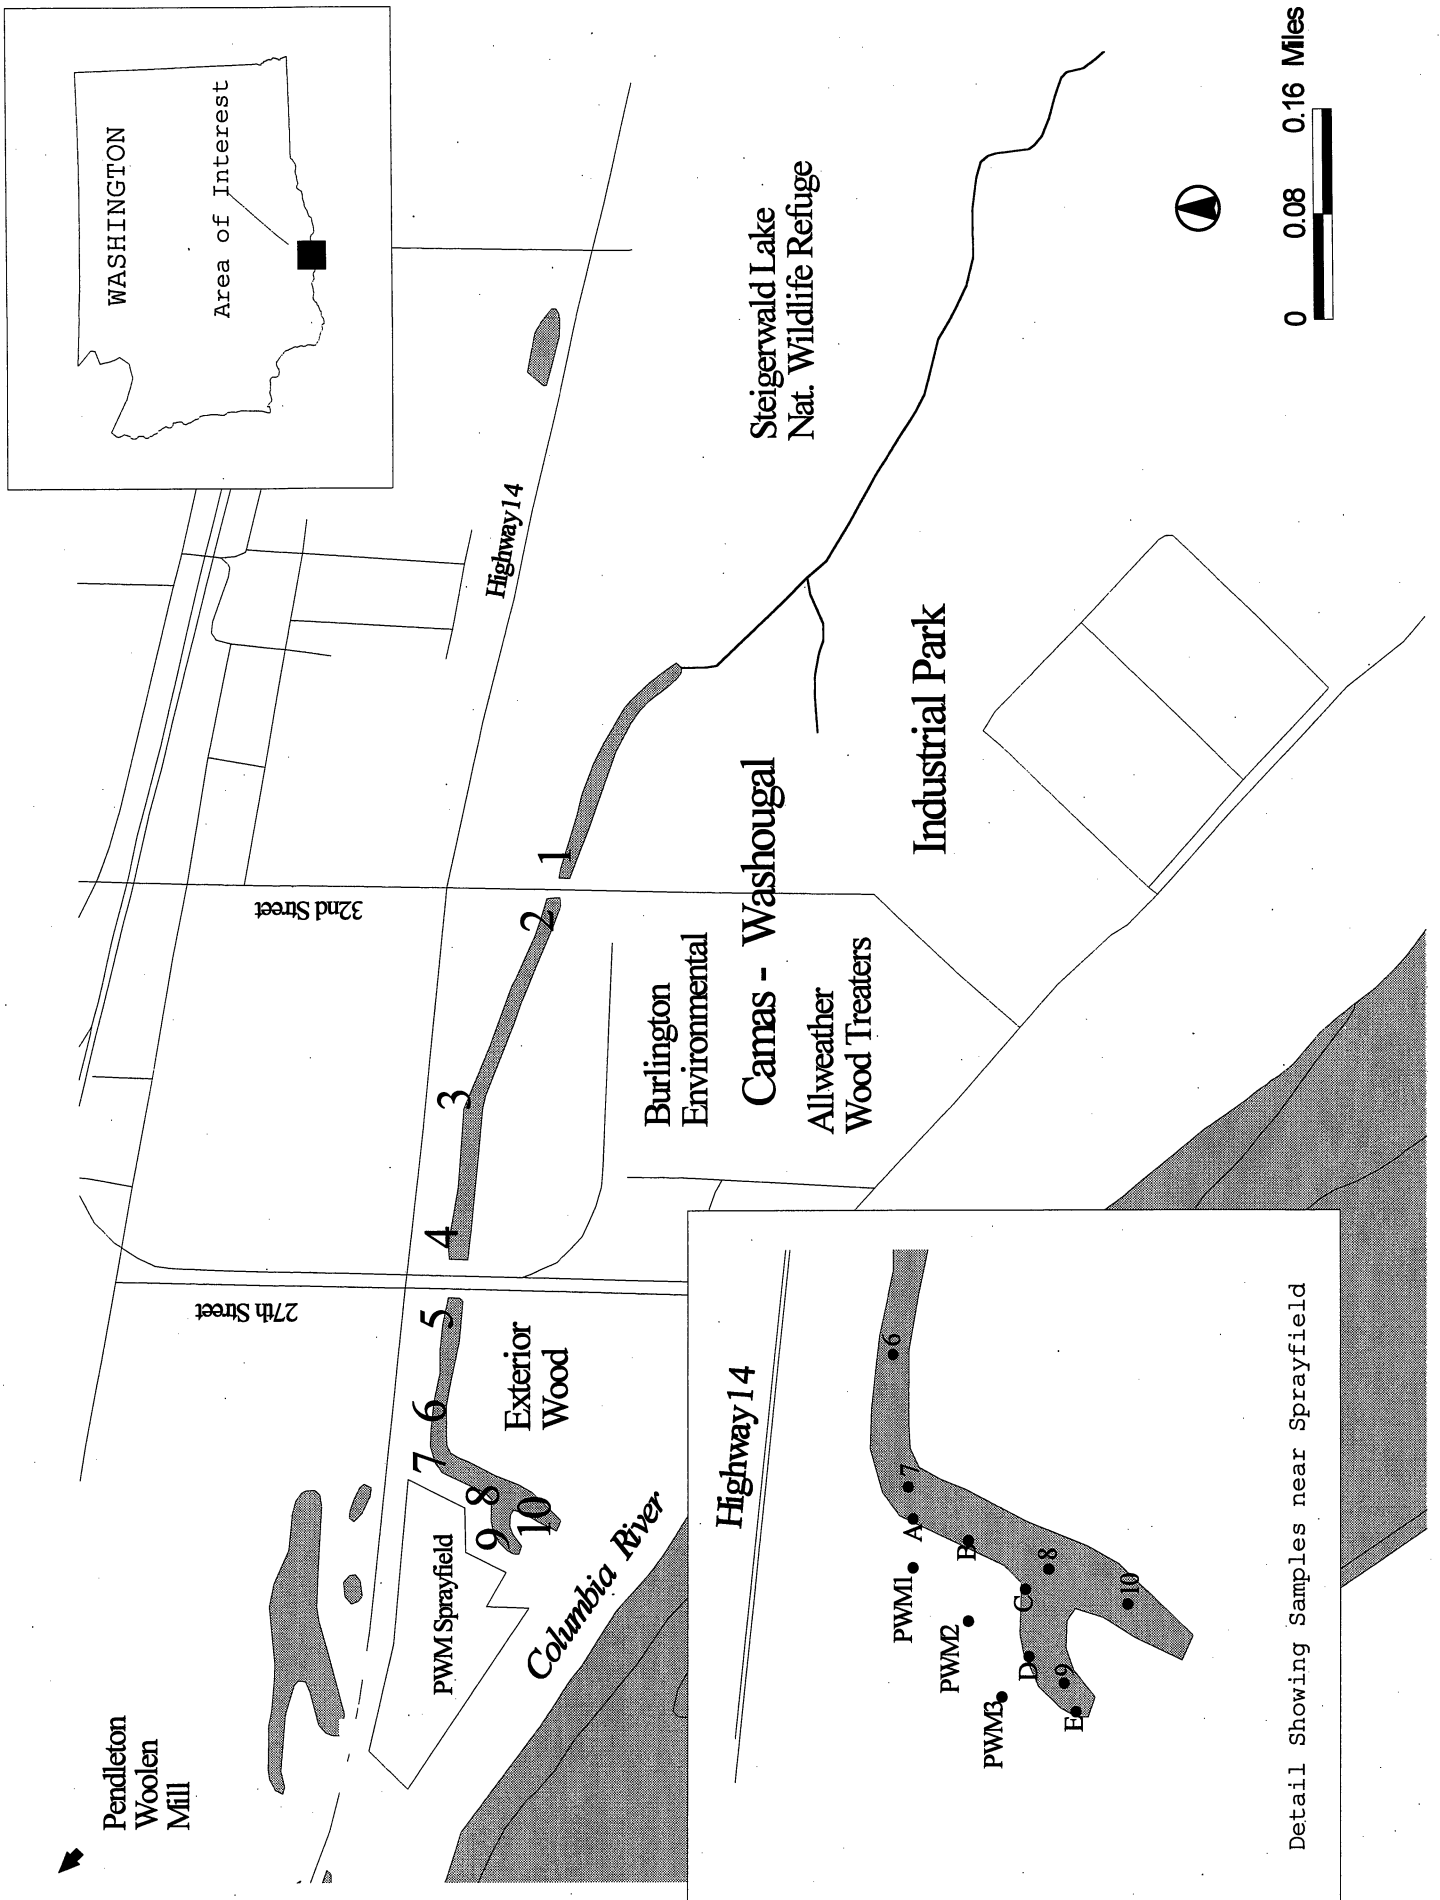 WASHINGTON
Area of Interest
Pendleton
Woolen
Mill
27th Street
32nd Street
Highway 14
PWM Sprayfield
10
9
8
7
6
5
4
3
2
1
Exterior
Wood
Columbia River
Burlington
Environmental
Camas - Washougal
Industrial Park
Allweather
Wood Treaters
Steigerwald Lake
Nat. Wildlife Refuge
0 0.08 0.16 Miles
Highway 14
PWM1
PWM2
PWM3
A
B
C
D
E
6
7
8
9
10
Detail Showing Samples near Sprayfield